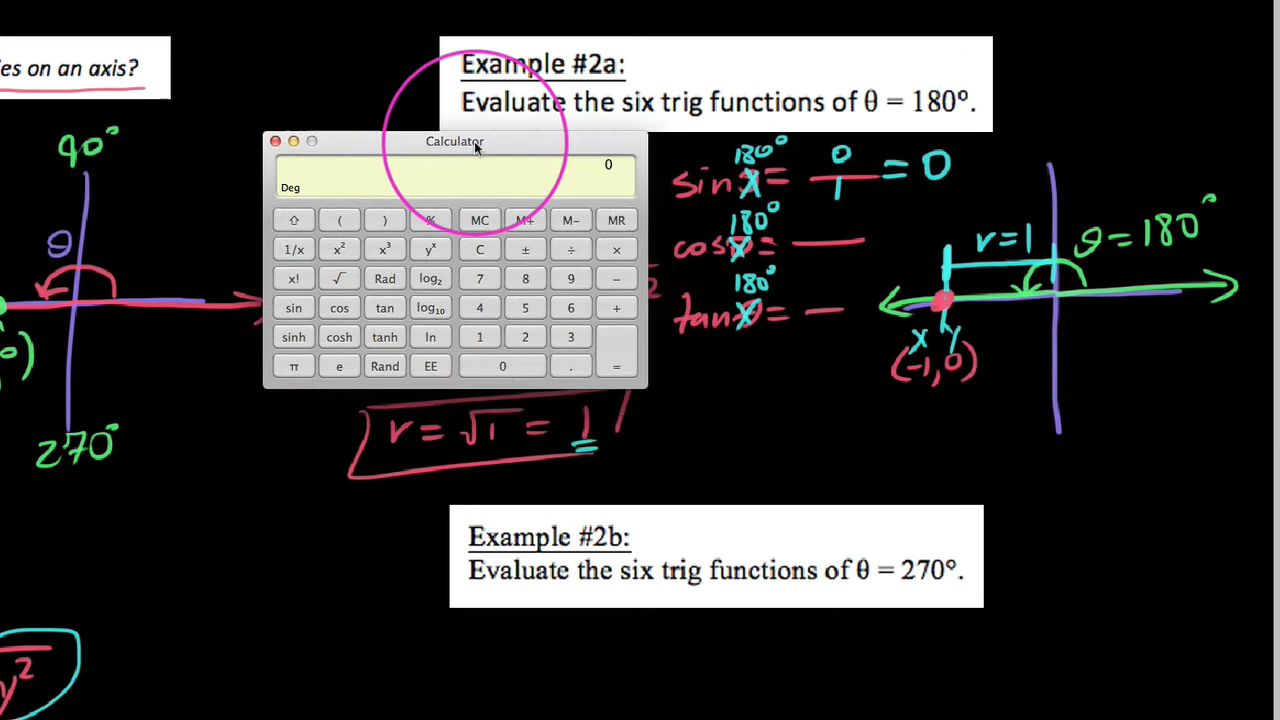 es on an axis?
Example #2a:
Evaluate the six trig functions of θ = 180º.
90°
θ
270°
Calculator
0
Deg
⇧ ( ) % MC M+ M− MR
1/x x² x³ yˣ C ± ÷ ×
x! √ Rad log₂ 7 8 9 −
sin cos tan log₁₀ 4 5 6 +
sinh cosh tanh ln 1 2 3
π e Rand EE 0 . =
180°
sin = 0/1 = 0
180°
cos =
180°
tan =
r=1
θ=180°
x y
(-1,0)
r = √1 = 1
Example #2b:
Evaluate the six trig functions of θ = 270°.